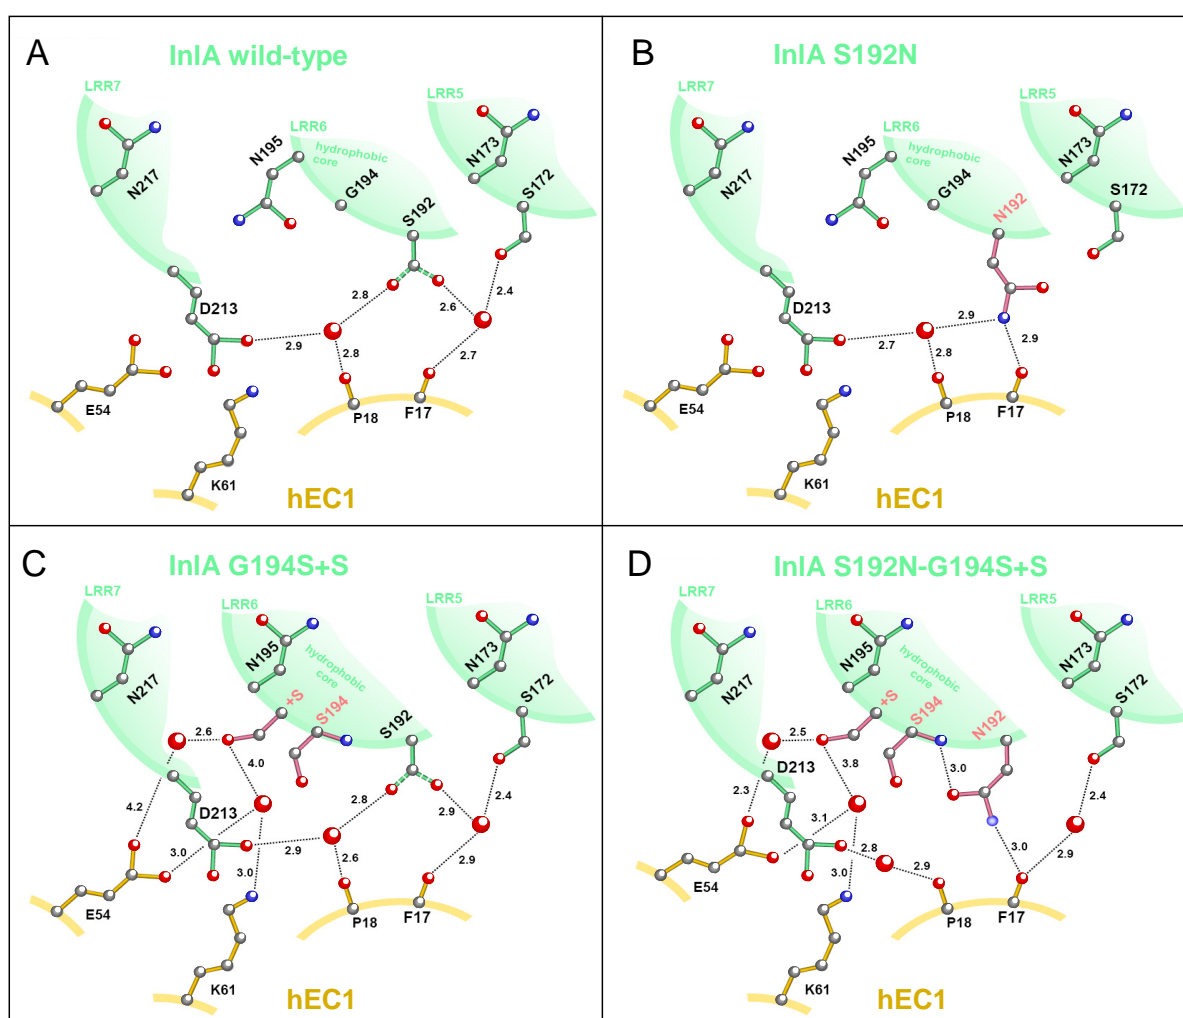 A
InlA wild-type
LRR7
LRR5
LRR6
hydrophobic
core
N195
N173
N217
G194
S192
S172
D213
2.8
2.6
2.4
2.9
2.8
2.7
E54
P18
F17
K61
hEC1
B
InlA S192N
LRR7
LRR5
LRR6
hydrophobic
core
N195
N173
N217
G194
N192
S172
D213
2.9
2.7
2.8
2.9
E54
P18
F17
K61
hEC1
C
InlA G194S+S
LRR7
LRR6
LRR5
N195
N173
N217
hydrophobic
core
+S
S194
S192
S172
2.6
4.0
4.2
D213
2.8
2.9
2.4
3.0
2.9
2.6
2.9
3.0
E54
P18
F17
K61
hEC1
D
InlA S192N-G194S+S
LRR7
LRR6
LRR5
N195
N173
N217
hydrophobic
core
+S
S194
N192
S172
2.5
D213
3.8
3.0
2.3
2.4
3.1
2.8
2.9
3.0
3.0
2.9
E54
P18
F17
K61
hEC1